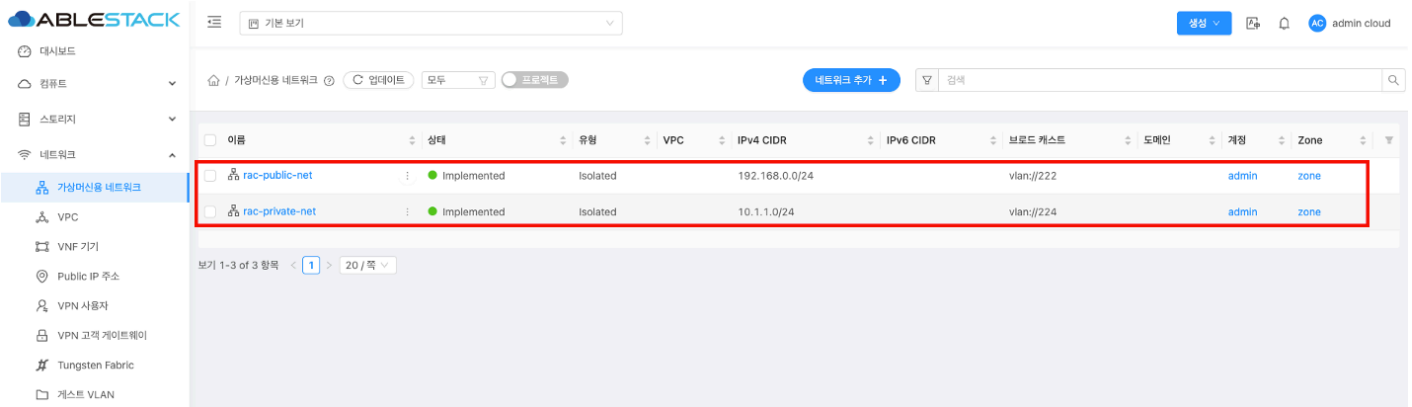 ABLESTACK
기본 보기
생성
AC admin cloud
대시보드
컴퓨트
스토리지
네트워크
가상머신용 네트워크
VPC
VNF 기기
Public IP 주소
VPN 사용자
VPN 고객 게이트웨이
Tungsten Fabric
게스트 VLAN
/ 가상머신용 네트워크 업데이트 모두 프로젝트 네트워크 추가 + 검색
이름 상태 유형 VPC IPv4 CIDR IPv6 CIDR 브로드 캐스트 도메인 계정 Zone
rac-public-net Implemented Isolated 192.168.0.0/24 vlan://222 admin zone
rac-private-net Implemented Isolated 10.1.1.0/24 vlan://224 admin zone
보기 1-3 of 3 항목 < 1 > 20 / 쪽